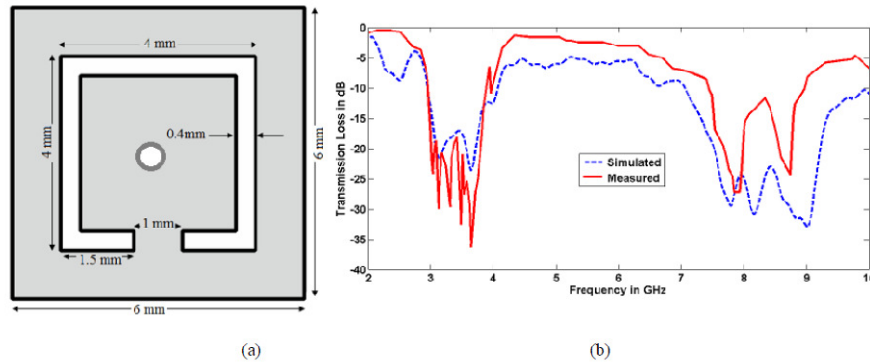 4 mm
4 mm
0.4mm
6 mm
1 mm
1.5 mm
6 mm
(a)
Transmission Loss in dB
0
-5
-10
-15
-20
-25
-30
-35
-40
Simulated
Measured
2
3
4
5
6
7
8
9
10
Frequency in GHz
(b)